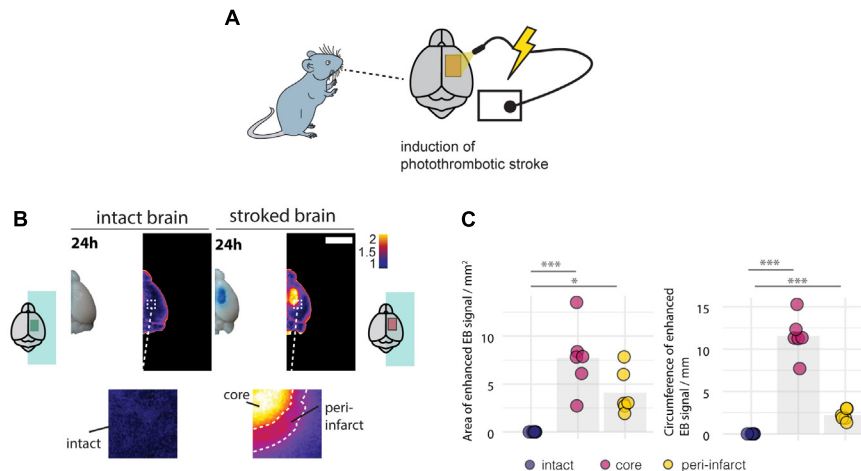 A
induction of
photothrombotic stroke
B
intact brain
stroked brain
24h
24h
2
1.5
1
intact
core
peri-
infarct
C
Area of enhanced EB signal / mm²
***
*
10
5
0
Circumference of enhanced
EB signal / mm
***
***
15
10
5
0
intact
core
peri-infarct